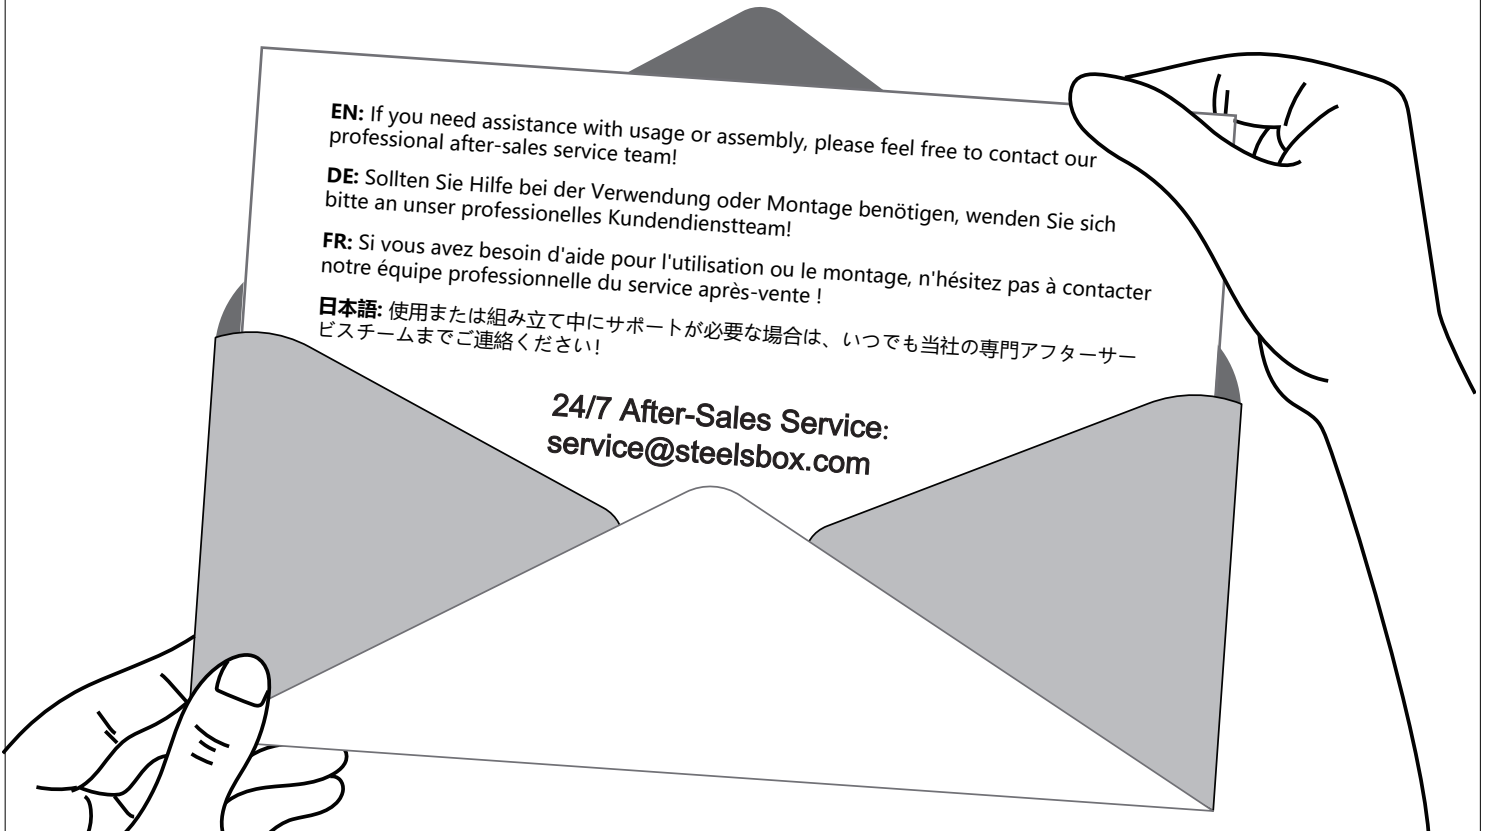 EN: If you need assistance with usage or assembly, please feel free to contact our
professional after-sales service team!
DE: Sollten Sie Hilfe bei der Verwendung oder Montage benötigen, wenden Sie sich
bitte an unser professionelles Kundendienstteam!
FR: Si vous avez besoin d'aide pour l'utilisation ou le montage, n'hésitez pas à contacter
notre équipe professionnelle du service après-vente !
日本語: 使用または組み立て中にサポートが必要な場合は、いつでも当社の専門アフターサー
ビスチームまでご連絡ください!
24/7 After-Sales Service:
service@steelsbox.com